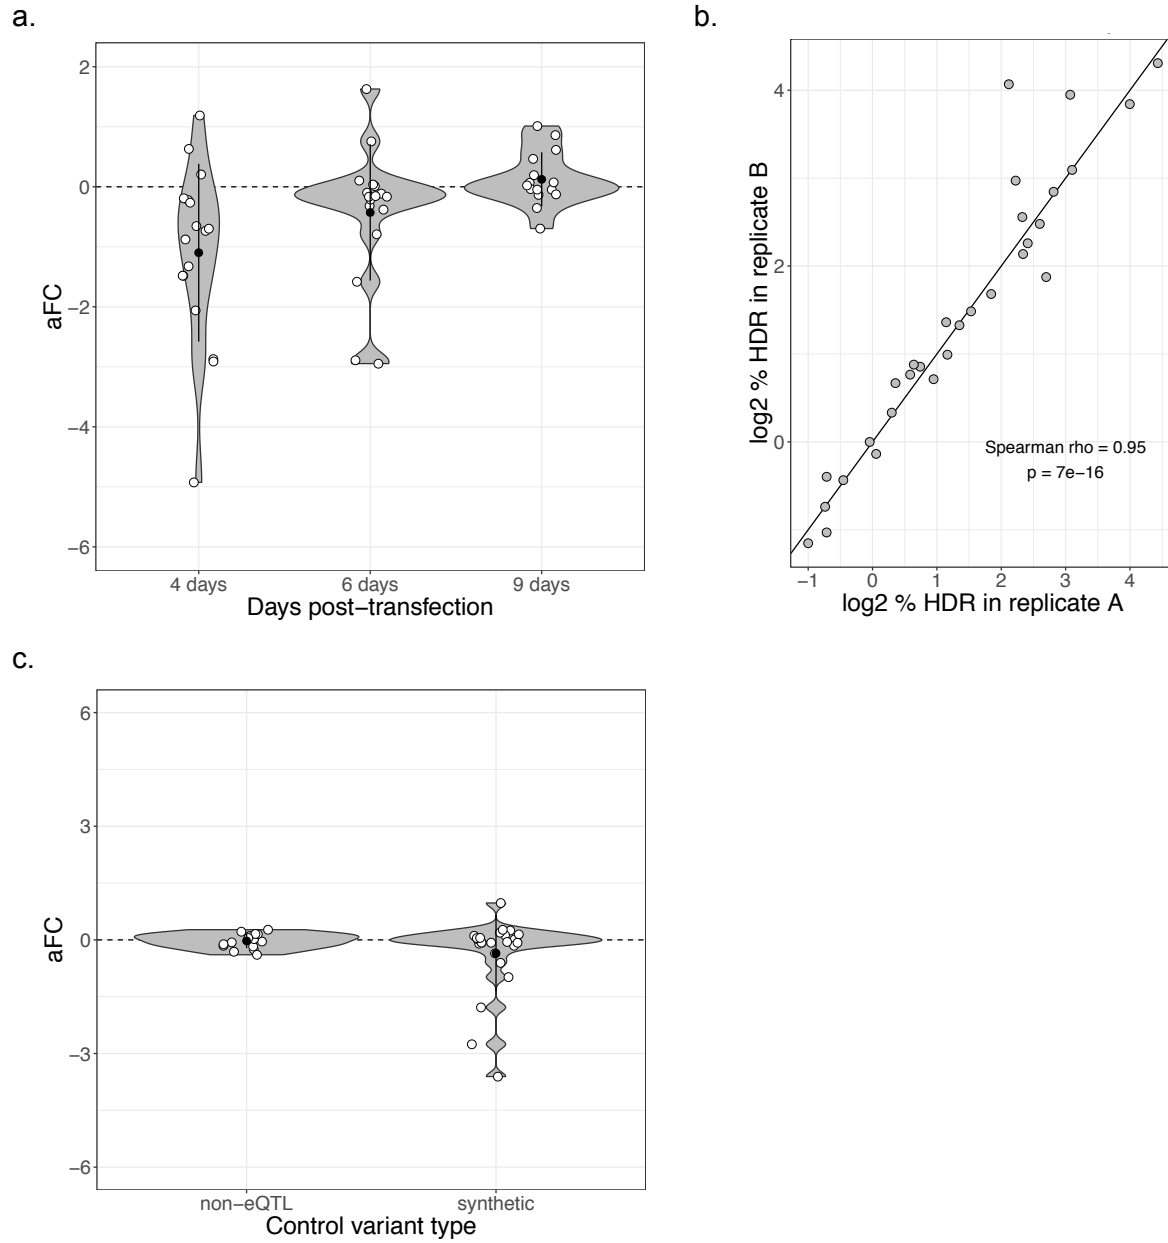 a.
2
0
−2
−4
−6
aFC
4 days
6 days
9 days
Days post−transfection
b.
4
2
0
log2 % HDR in replicate B
Spearman rho = 0.95
p = 7e−16
−1
0
1
2
3
4
log2 % HDR in replicate A
c.
6
3
0
−3
−6
aFC
non−eQTL
synthetic
Control variant type